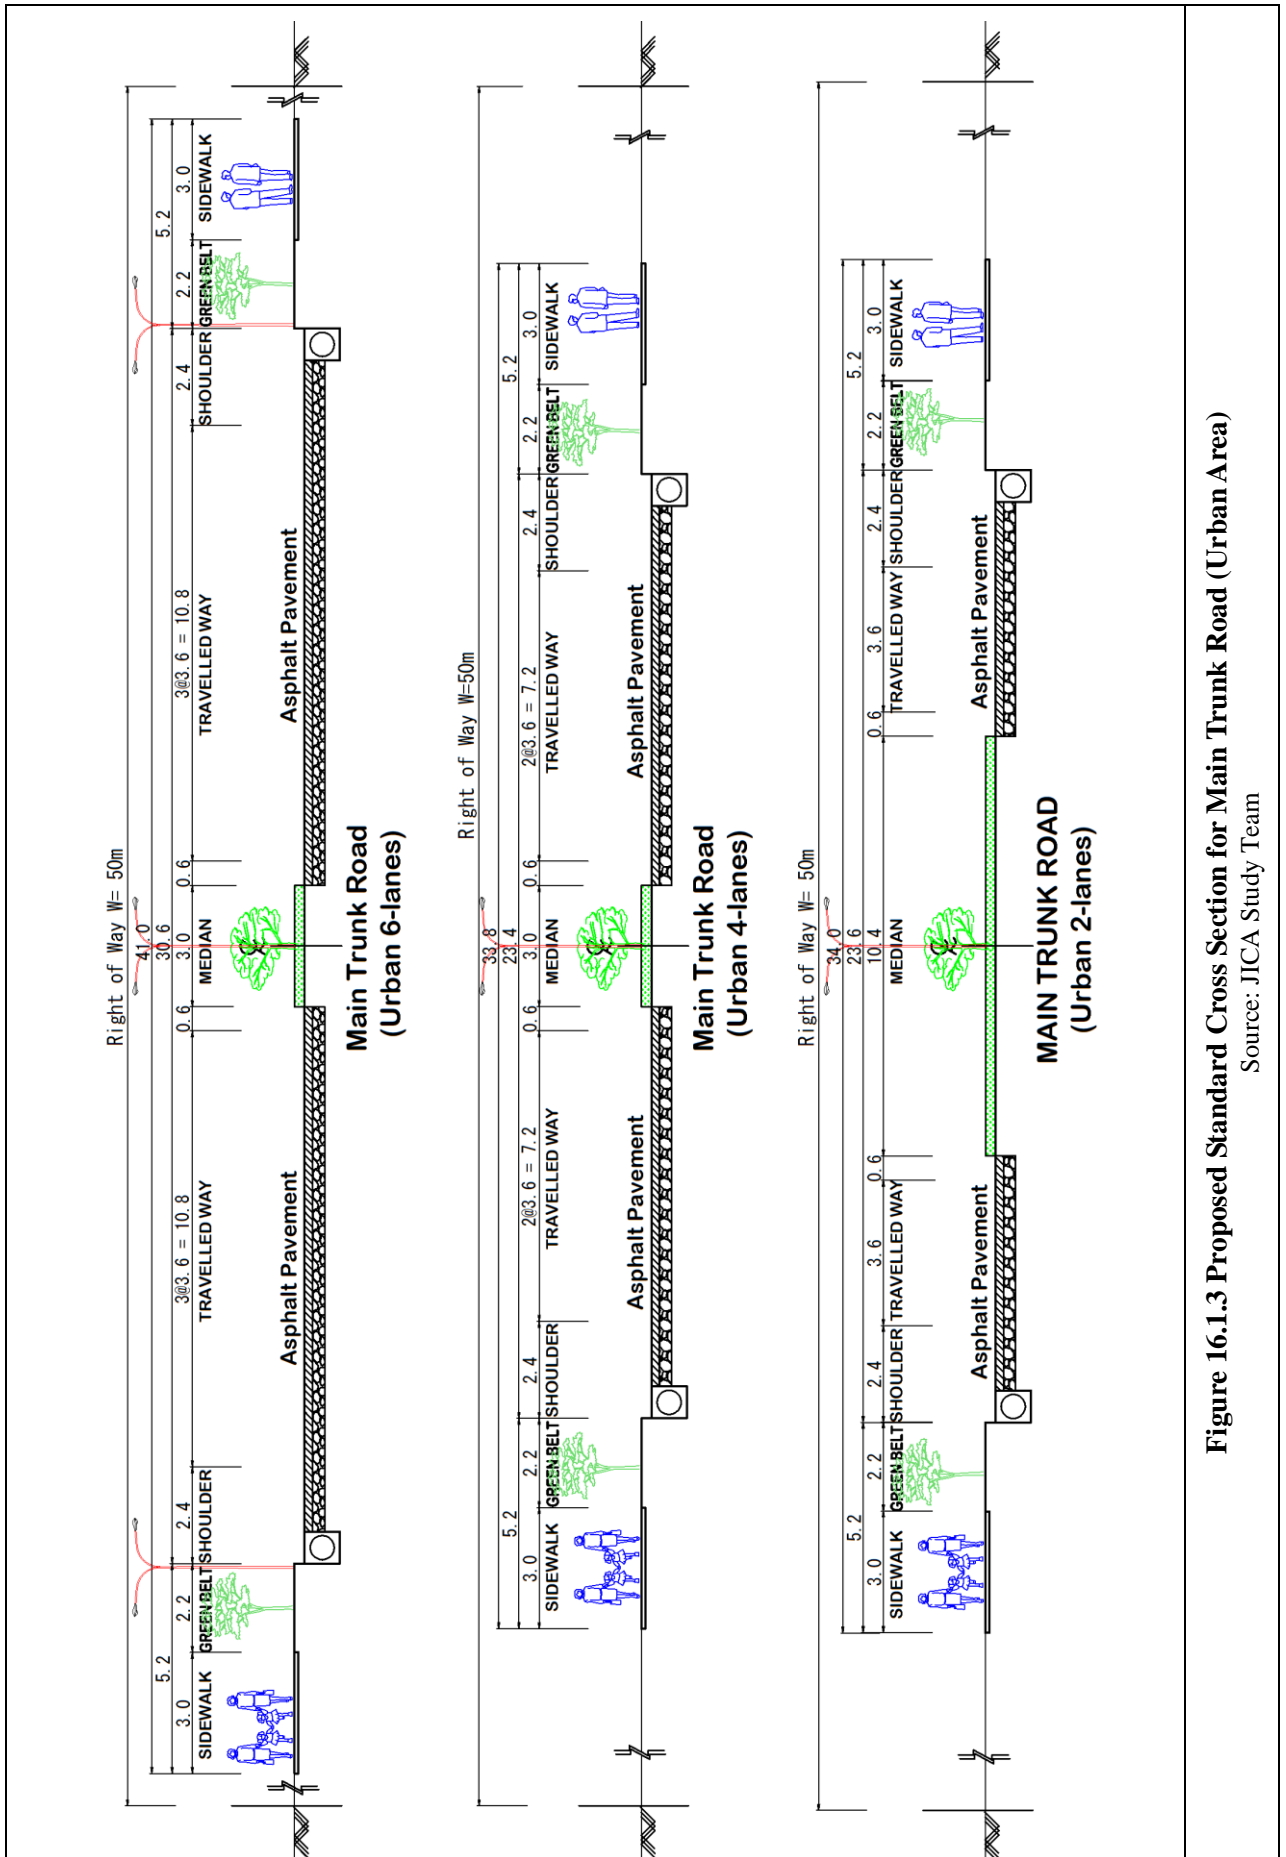 Right of Way W= 50m
41.0
5.2
30.6
5.2
3.0
2.2
2.4
3@3.6 = 10.8
0.6
3.0
0.6
3@3.6 = 10.8
2.4
2.2
3.0
SIDEWALK
GREEN BELT
SHOULDER
TRAVELLED WAY
MEDIAN
TRAVELLED WAY
SHOULDER
GREEN BELT
SIDEWALK
Asphalt Pavement
Asphalt Pavement
Main Trunk Road
(Urban 6-lanes)
Right of Way W=50m
33.8
5.2
23.4
5.2
3.0
2.2
2.4
2@3.6 = 7.2
0.6
3.0
0.6
2@3.6 = 7.2
2.4
2.2
3.0
SIDEWALK
GREEN BELT
SHOULDER
TRAVELLED WAY
MEDIAN
TRAVELLED WAY
SHOULDER
GREEN BELT
SIDEWALK
Asphalt Pavement
Asphalt Pavement
Main Trunk Road
(Urban 4-lanes)
Right of Way W= 50m
34.0
5.2
23.6
5.2
3.0
2.2
2.4
3.6
0.6
10.4
0.6
3.6
2.4
2.2
3.0
SIDEWALK
GREEN BELT
SHOULDER
TRAVELLED WAY
MEDIAN
TRAVELLED WAY
SHOULDER
GREEN BELT
SIDEWALK
Asphalt Pavement
Asphalt Pavement
MAIN TRUNK ROAD
(Urban 2-lanes)
Figure 16.1.3 Proposed Standard Cross Section for Main Trunk Road (Urban Area)
Source: JICA Study Team